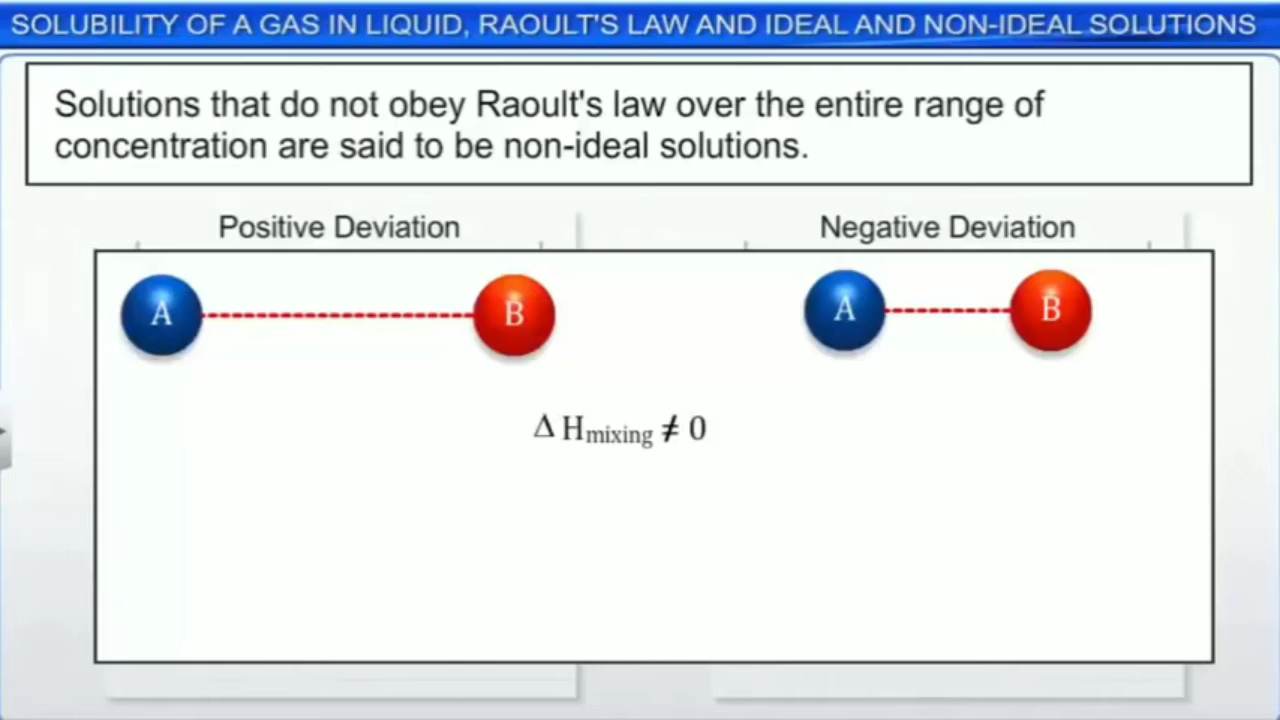 SOLUBILITY OF A GAS IN LIQUID, RAOULT'S LAW AND IDEAL AND NON-IDEAL SOLUTIONS
Solutions that do not obey Raoult's law over the entire range of
concentration are said to be non-ideal solutions.
Positive Deviation Negative Deviation
A B A B
Δ Hmixing ≠ 0